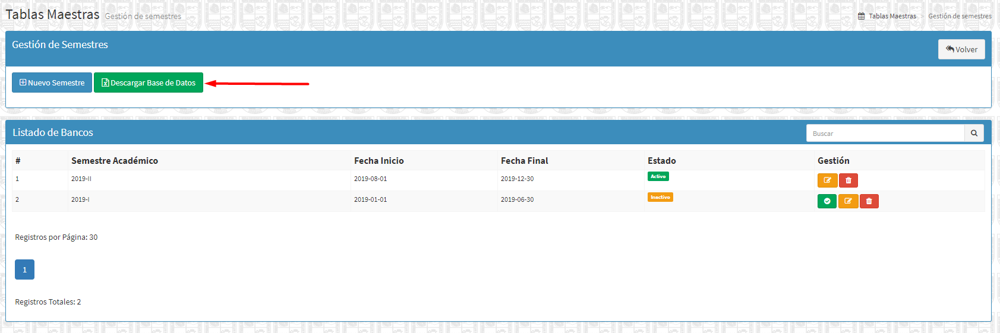 Tablas Maestras Gestión de semestres
Tablas Maestras > Gestión de semestres
Gestión de Semestres
Volver
Nuevo Semestre
Descargar Base de Datos
Listado de Bancos
Buscar
# Semestre Académico Fecha Inicio Fecha Final Estado Gestión
1 2019-II 2019-08-01 2019-12-30 Activo
2 2019-I 2019-01-01 2019-06-30 Inactivo
Registros por Página: 30
1
Registros Totales: 2